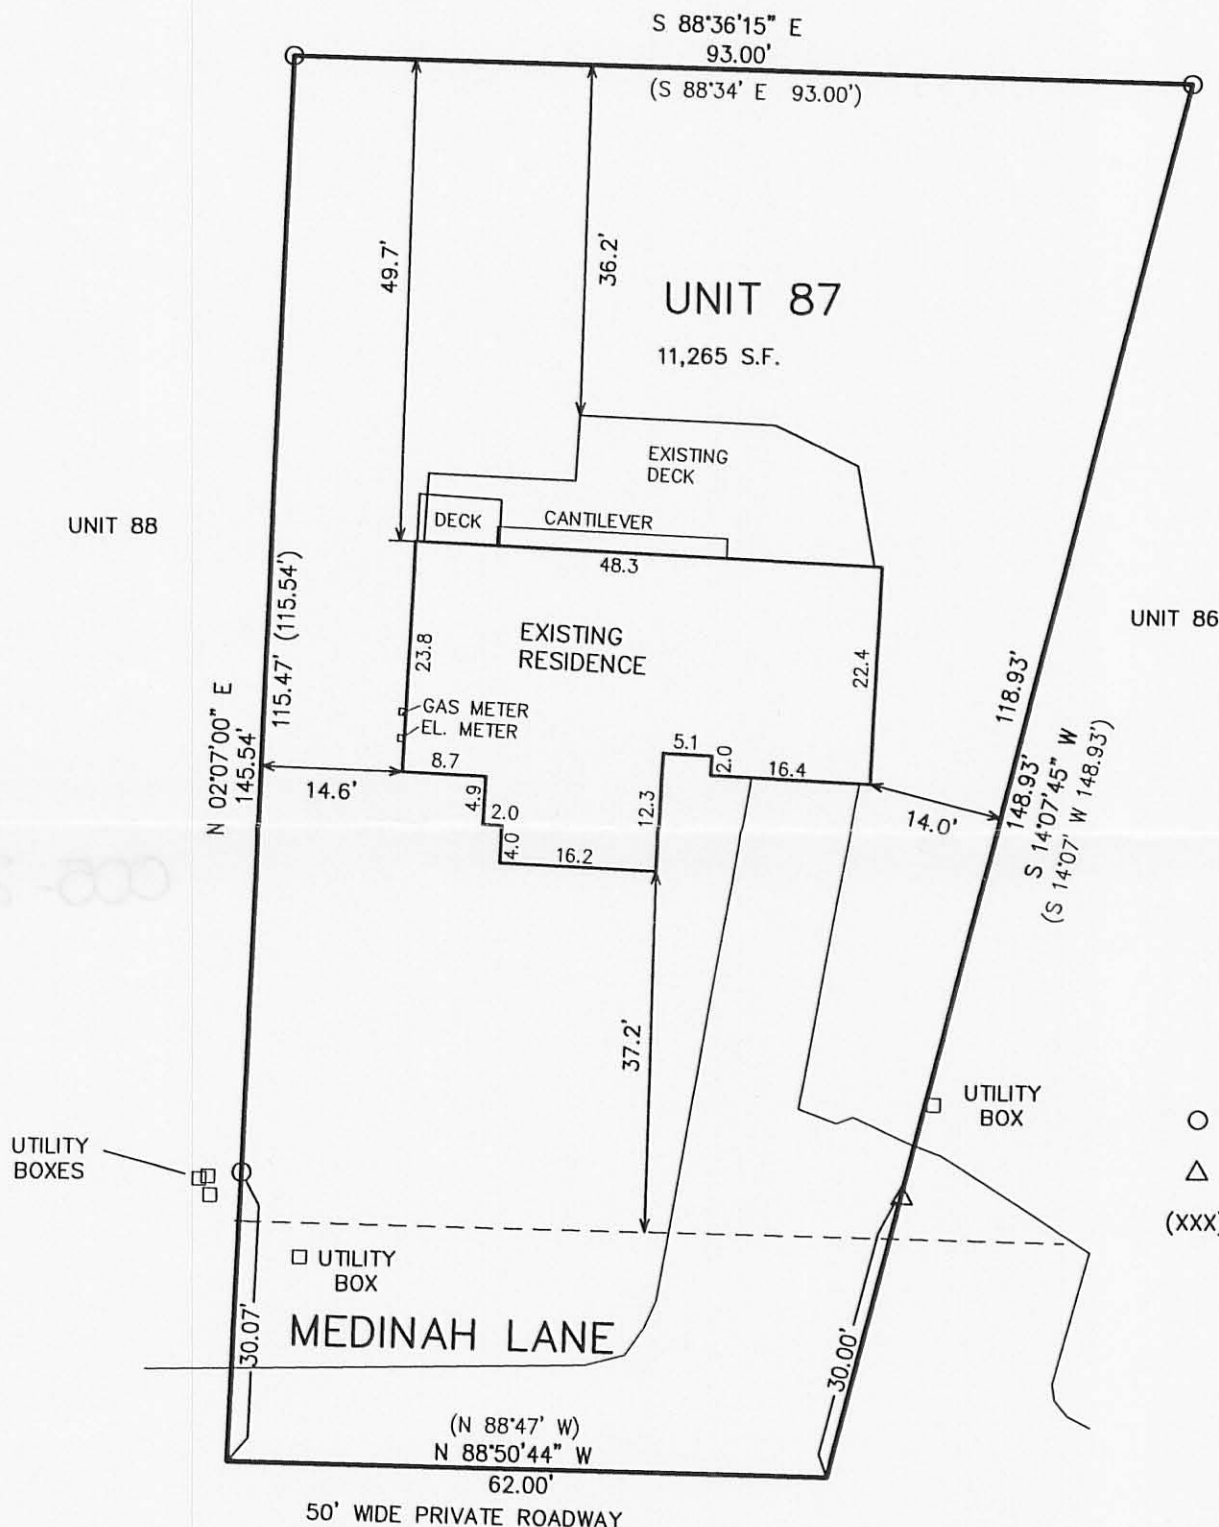 S 88°36'15" E
93.00'
(S 88°34' E 93.00')
49.7'
36.2'
UNIT 87
11,265 S.F.
EXISTING
DECK
DECK
CANTILEVER
48.3
UNIT 88
UNIT 86
EXISTING
RESIDENCE
23.8
22.4
GAS METER
EL. METER
115.47' (115.54')
N 02°07'00" E
145.54'
118.93'
148.93'
S 14°07'45" W
(S 14°07' W 148.93')
14.6'
8.7
4.9
2.0
4.0
16.2
12.3
5.1
2.0
16.4
14.0'
37.2'
UTILITY
BOX
UTILITY
BOXES
(XXX)
UTILITY
BOX
MEDINAH LANE
30.07'
30.00'
(N 88°47' W)
N 88°50'44" W
62.00'
50' WIDE PRIVATE ROADWAY